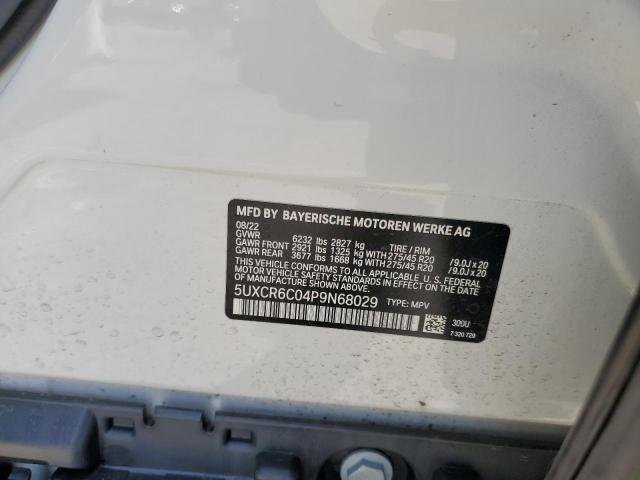 MFD BY BAYERISCHE MOTOREN WERKE AG
08/22
GVWR 6232 lbs 2827 kg TIRE / RIM
GAWR FRONT 2921 lbs 1325 kg WITH 275/45 R20 / 9.0J x 20
GAWR REAR 3677 lbs 1668 kg WITH 275/45 R20 / 9.0J x 20
THIS VEHICLE CONFORMS TO ALL APPLICABLE U.S. FEDERAL
MOTOR VEHICLE SAFETY STANDARDS IN EFFECT ON THE
DATE OF MANUFACTURE SHOWN ABOVE.
5UXCR6C04P9N68029 TYPE: MPV
300U
7 320 729